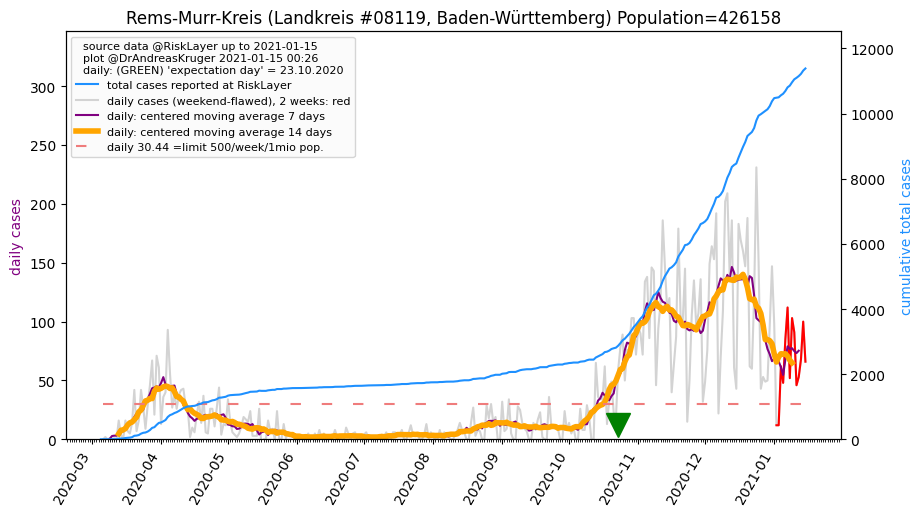 Rems-Murr-Kreis (Landkreis #08119, Baden-Württemberg) Population=426158
source data @RiskLayer up to 2021-01-15
plot @DrAndreasKruger 2021-01-15 00:26
daily: (GREEN) 'expectation day' = 23.10.2020
total cases reported at RiskLayer
daily cases (weekend-flawed), 2 weeks: red
daily: centered moving average 7 days
daily: centered moving average 14 days
daily 30.44 =limit 500/week/1mio pop.
daily cases
300
250
200
150
100
50
0
12000
10000
8000
6000
4000
2000
0
cumulative total cases
2020-03
2020-04
2020-05
2020-06
2020-07
2020-08
2020-09
2020-10
2020-11
2020-12
2021-01